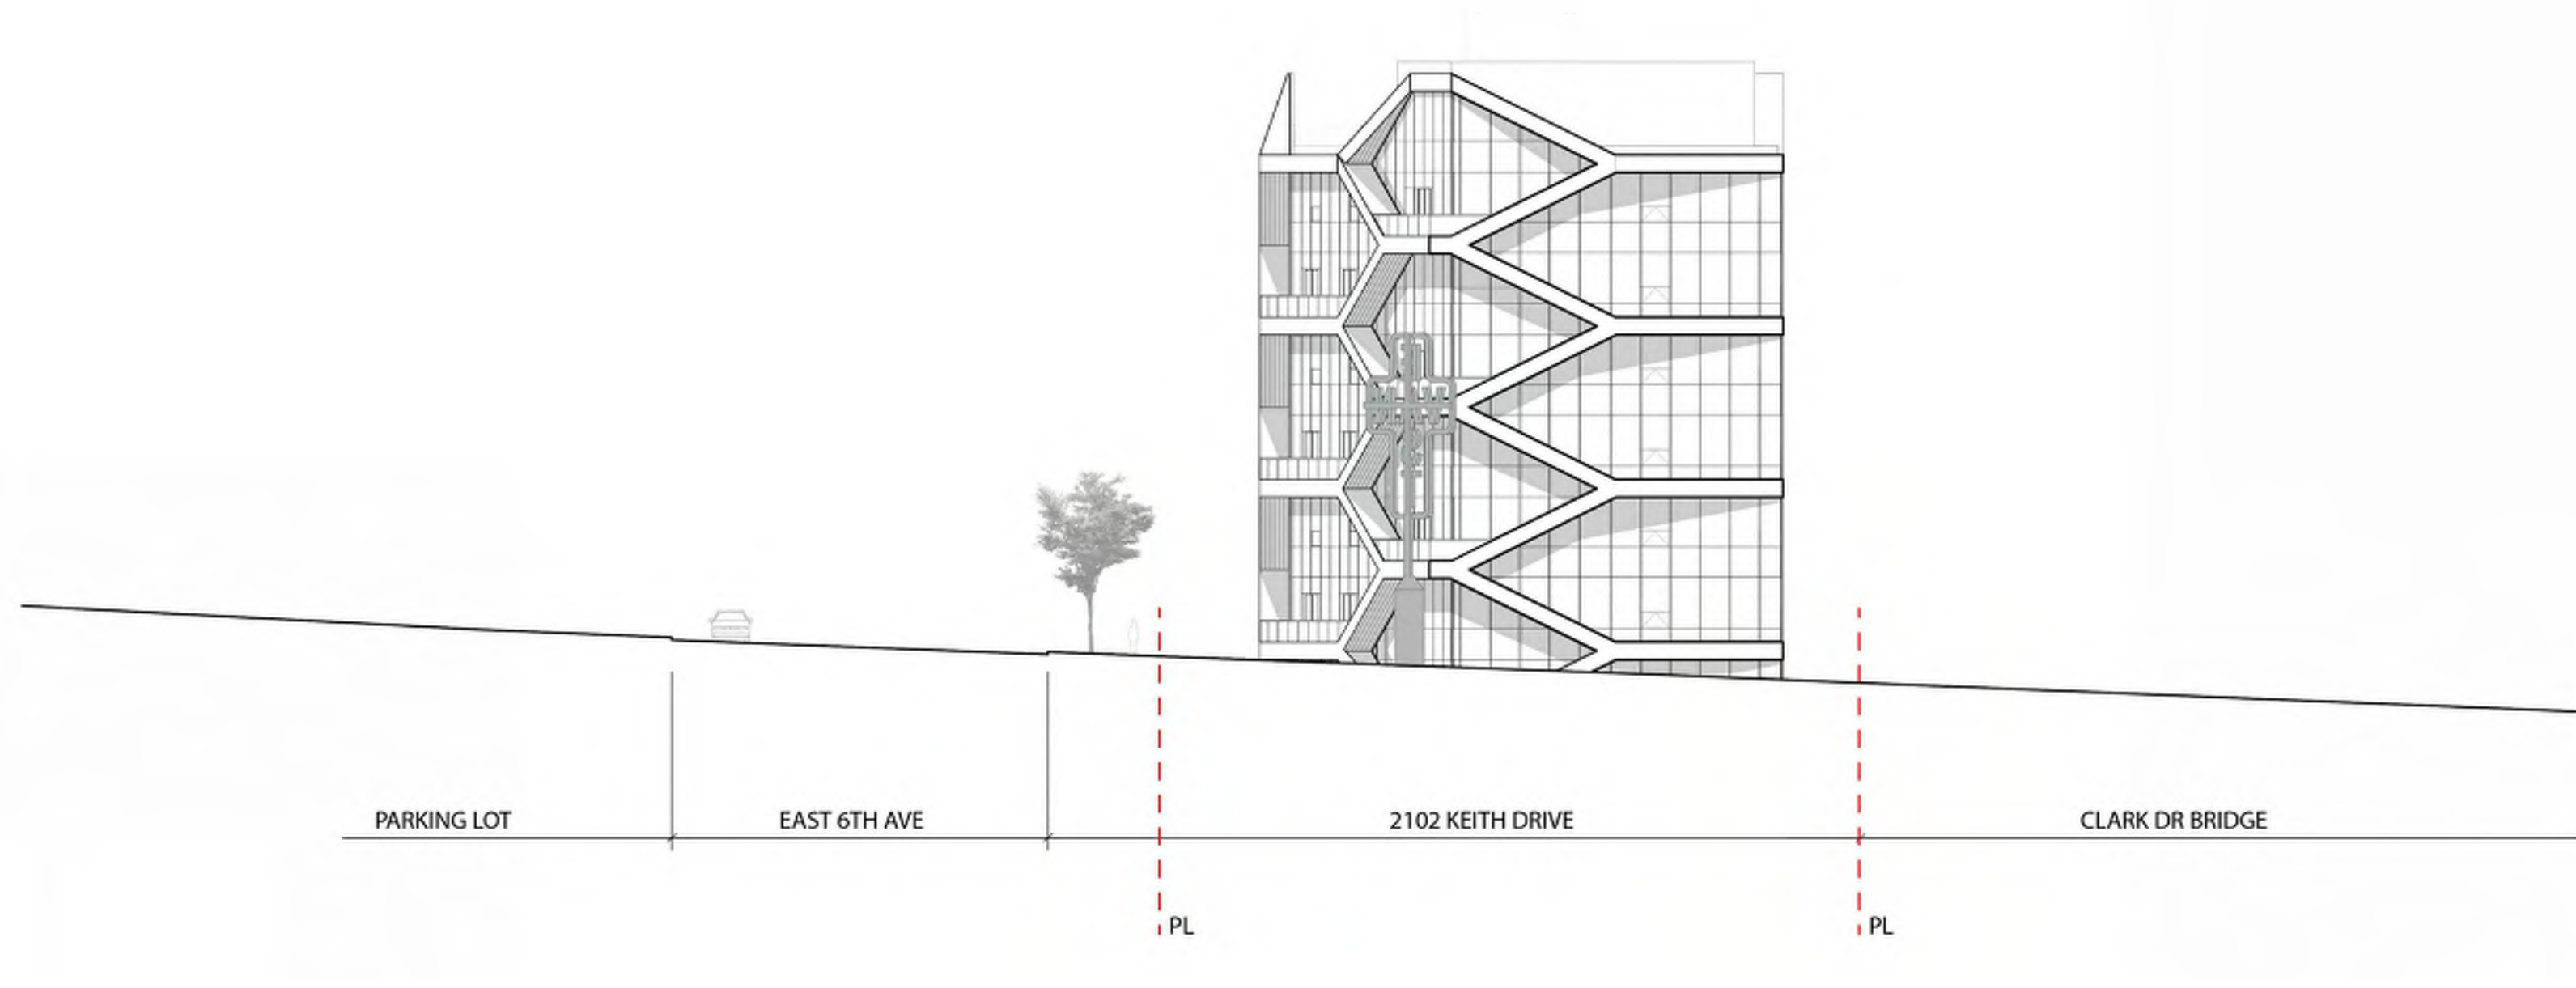 PARKING LOT
EAST 6TH AVE
2102 KEITH DRIVE
CLARK DR BRIDGE
PL
PL